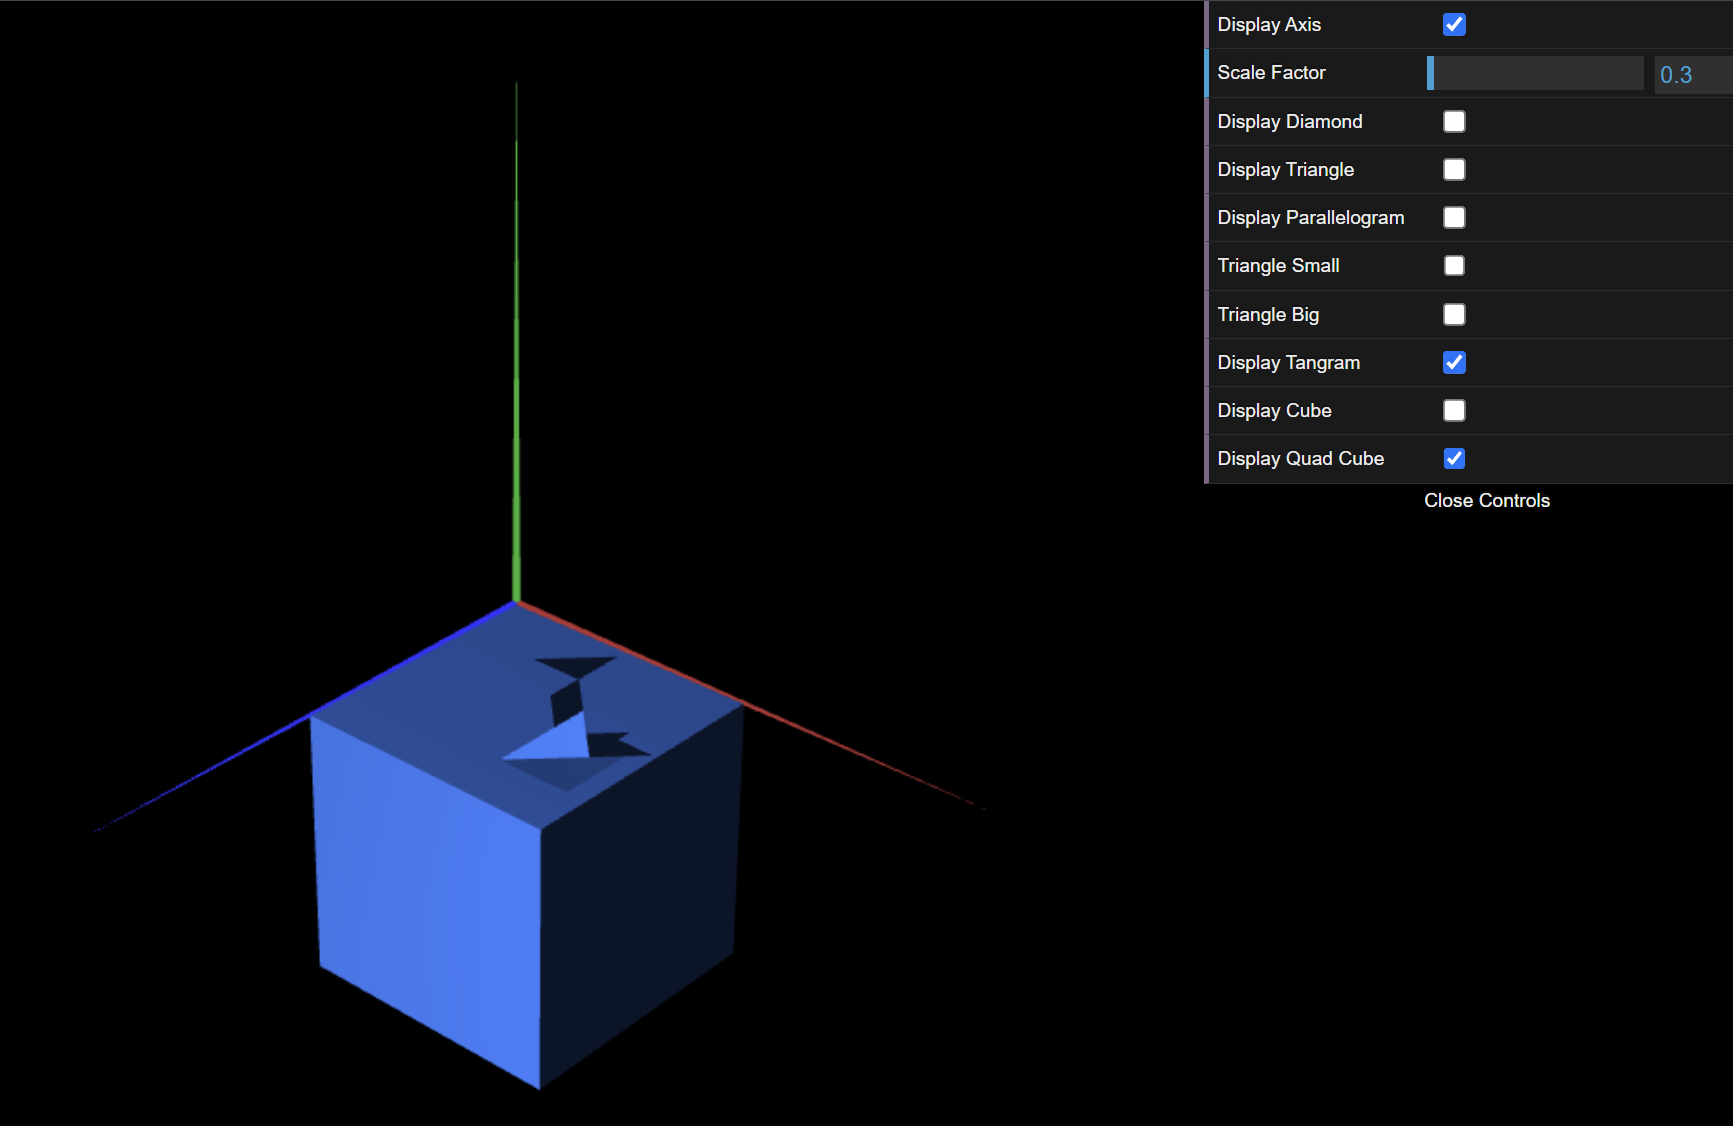 Display Axis
Scale Factor 0.3
Display Diamond
Display Triangle
Display Parallelogram
Triangle Small
Triangle Big
Display Tangram
Display Cube
Display Quad Cube
Close Controls